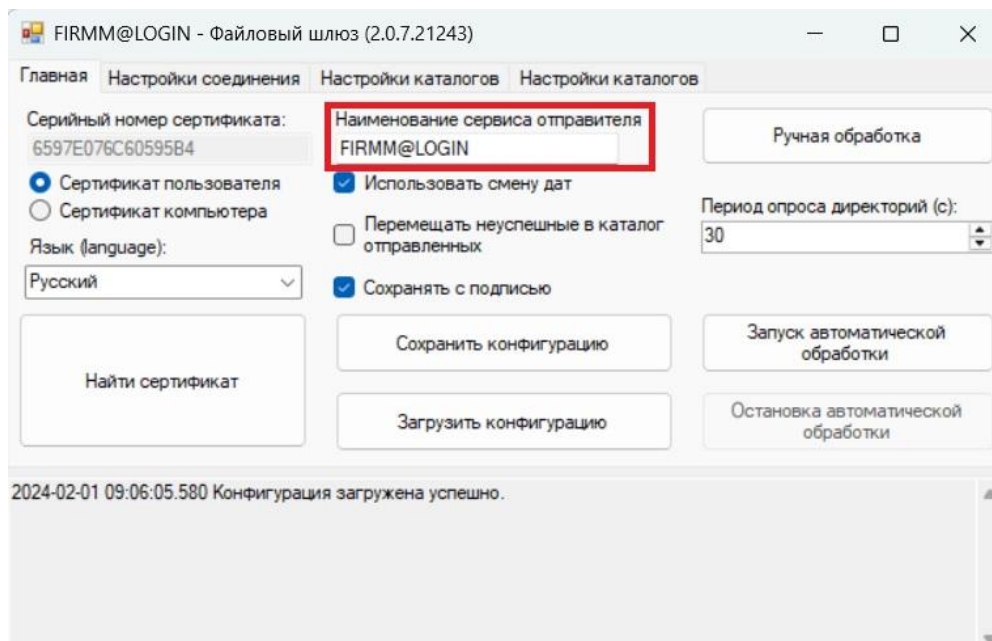 FIRMM@LOGIN - Файловый шлюз (2.0.7.21243)
Главная
Настройки соединения
Настройки каталогов
Настройки каталогов
Серийный номер сертификата:
6597E076C60595B4
Сертификат пользователя
Сертификат компьютера
Язык (language):
Русский
Найти сертификат
Наименование сервиса отправителя
FIRMM@LOGIN
Использовать смену дат
Перемещать неуспешные в каталог
отправленных
Сохранять с подписью
Сохранить конфигурацию
Загрузить конфигурацию
Ручная обработка
Период опроса директорий (с):
30
Запуск автоматической
обработки
Остановка автоматической
обработки
2024-02-01 09:06:05.580 Конфигурация загружена успешно.